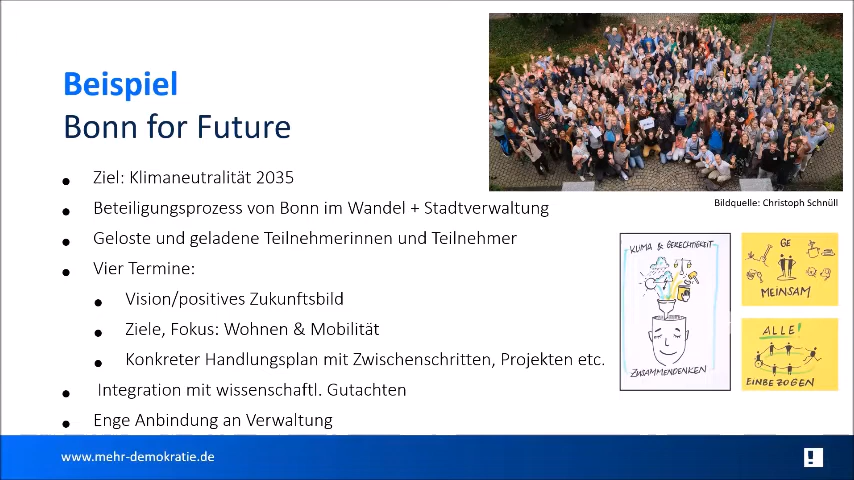 Beispiel
Bonn for Future
Ziel: Klimaneutralität 2035
Beteiligungsprozess von Bonn im Wandel + Stadtverwaltung
Geloste und geladene Teilnehmerinnen und Teilnehmer
Vier Termine:
Vision/positives Zukunftsbild
Ziele, Fokus: Wohnen & Mobilität
Konkreter Handlungsplan mit Zwischenschritten, Projekten etc.
Integration mit wissenschaftl. Gutachten
Enge Anbindung an Verwaltung
Bildquelle: Christoph Schnüll
KLIMA & GERECHTIGKEIT
ZUSAMMENDENKEN
GE
MEINSAM
ALLE!
EINBEZOGEN
www.mehr-demokratie.de